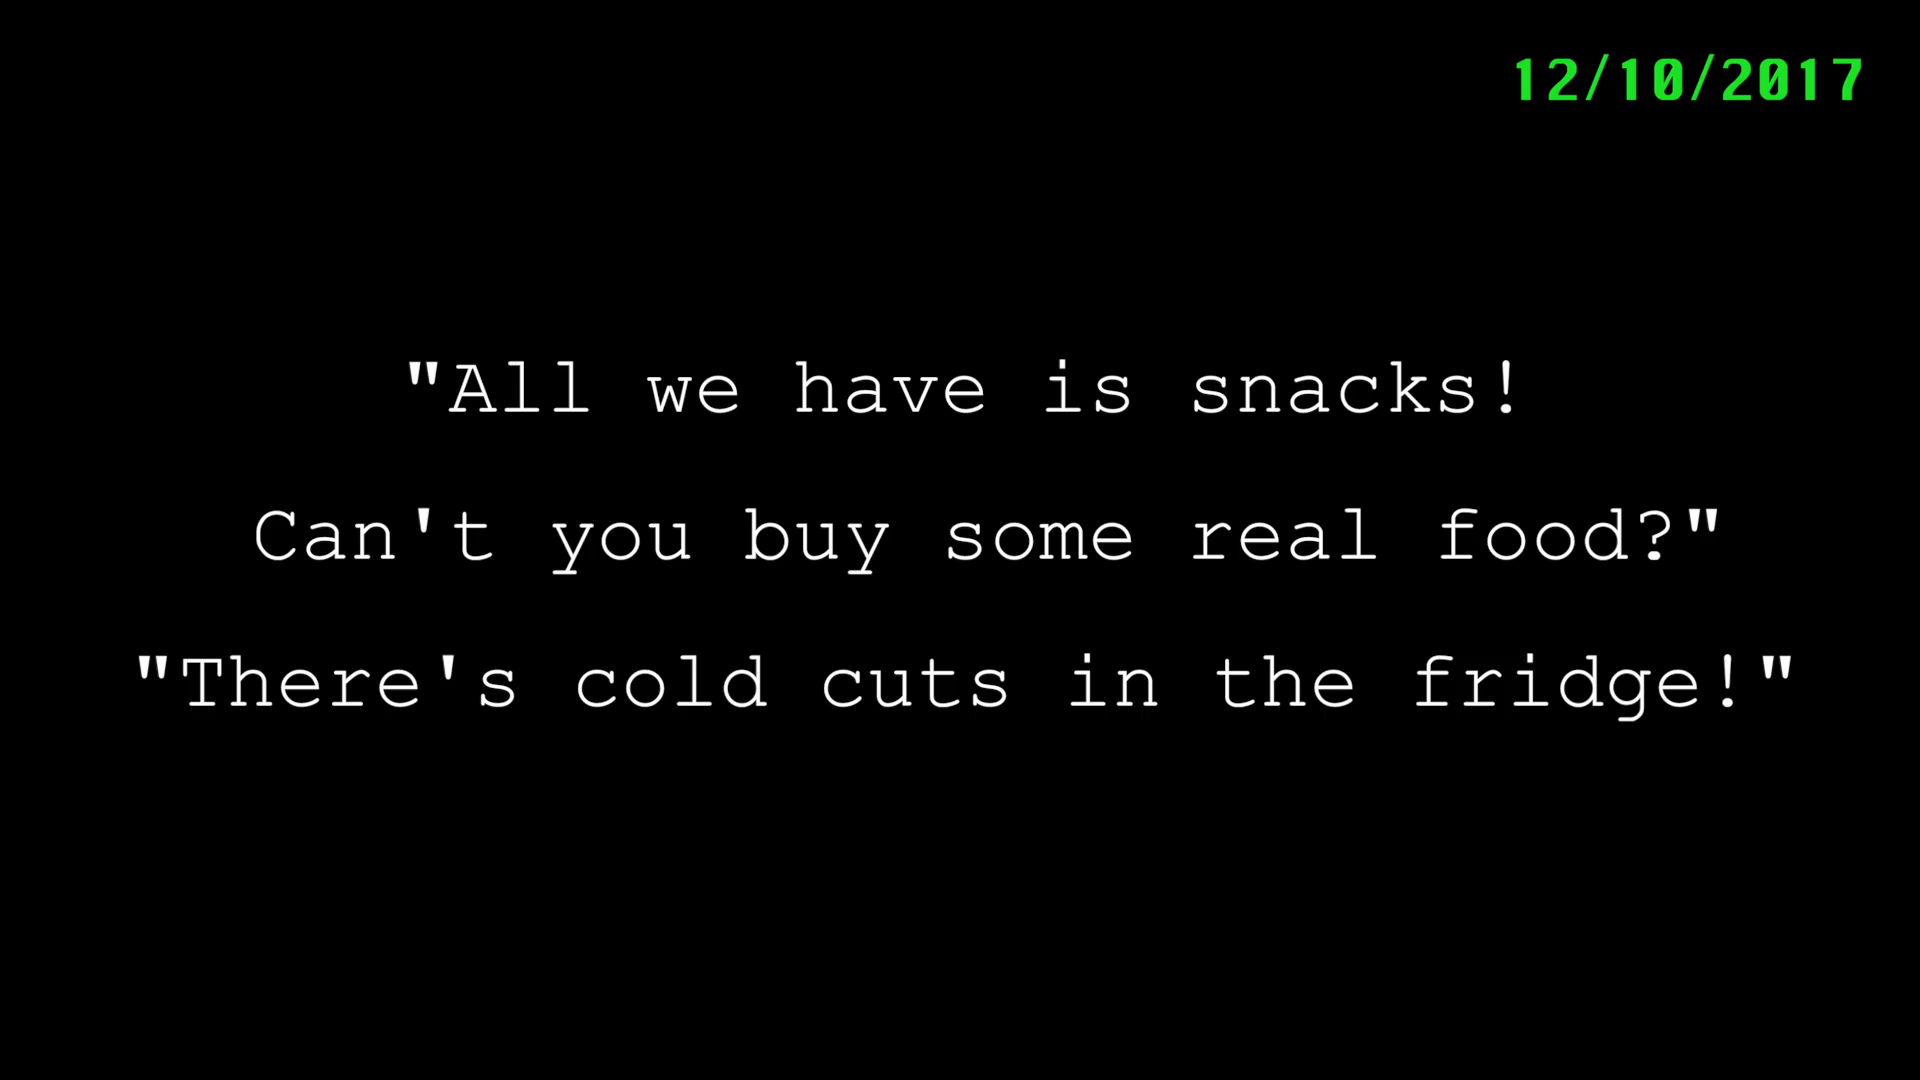 12/10/2017
"All we have is snacks!
Can't you buy some real food?"
"There's cold cuts in the fridge!"